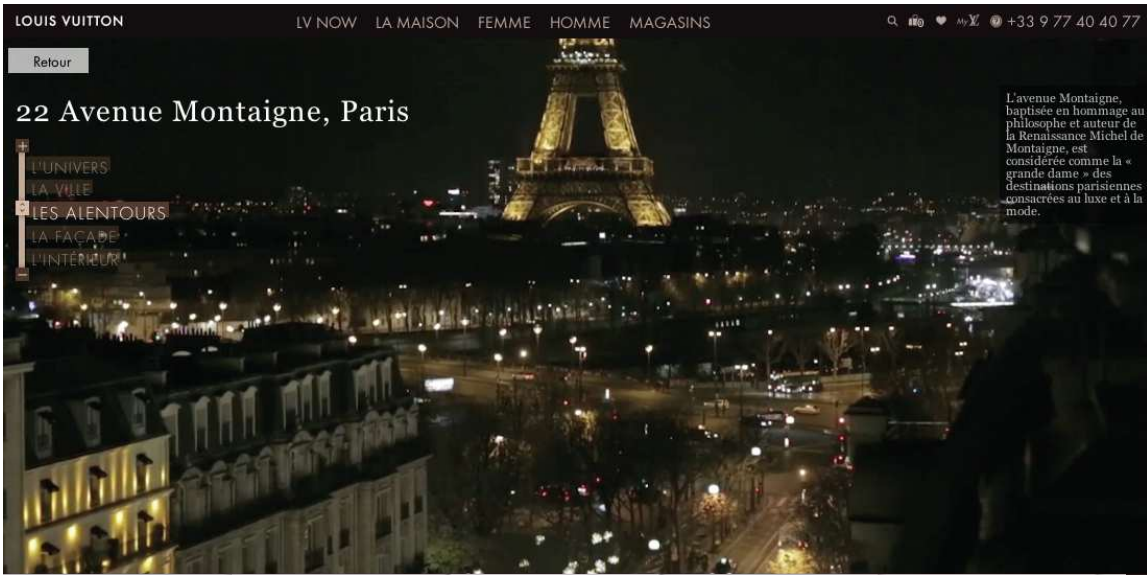 LOUIS VUITTON
LV NOW LA MAISON FEMME HOMME MAGASINS
My LV +33 9 77 40 40 77
Retour
22 Avenue Montaigne, Paris
L'UNIVERS
LA VILLE
LES ALENTOURS
LA FAÇADE
L'INTÉRIEUR
L'avenue Montaigne,
baptisée en hommage au
philosophe et auteur de
la Renaissance Michel de
Montaigne, est
considérée comme la «
grande dame » des
destinations parisiennes
consacrées au luxe et à la
mode.